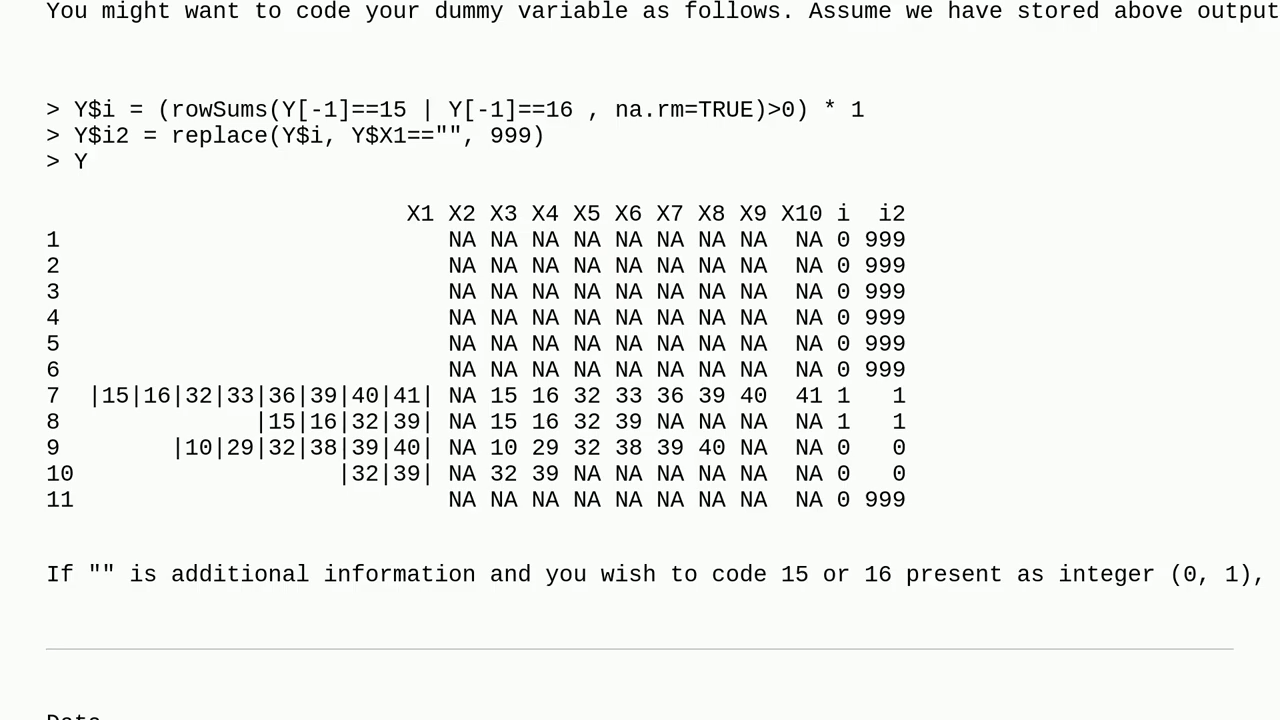 You might want to code your dummy variable as follows. Assume we have stored above output
> Y$i = (rowSums(Y[-1]==15 | Y[-1]==16 , na.rm=TRUE)>0) * 1
> Y$i2 = replace(Y$i, Y$X1=="", 999)
> Y
                          X1 X2 X3 X4 X5 X6 X7 X8 X9 X10 i  i2
1                            NA NA NA NA NA NA NA NA  NA 0 999
2                            NA NA NA NA NA NA NA NA  NA 0 999
3                            NA NA NA NA NA NA NA NA  NA 0 999
4                            NA NA NA NA NA NA NA NA  NA 0 999
5                            NA NA NA NA NA NA NA NA  NA 0 999
6                            NA NA NA NA NA NA NA NA  NA 0 999
7  |15|16|32|33|36|39|40|41| NA 15 16 32 33 36 39 40  41 1   1
8              |15|16|32|39| NA 15 16 32 39 NA NA NA  NA 1   1
9        |10|29|32|38|39|40| NA 10 29 32 38 39 40 NA  NA 0   0
10                   |32|39| NA 32 39 NA NA NA NA NA  NA 0   0
11                           NA NA NA NA NA NA NA NA  NA 0 999
If "" is additional information and you wish to code 15 or 16 present as integer (0, 1),
Data